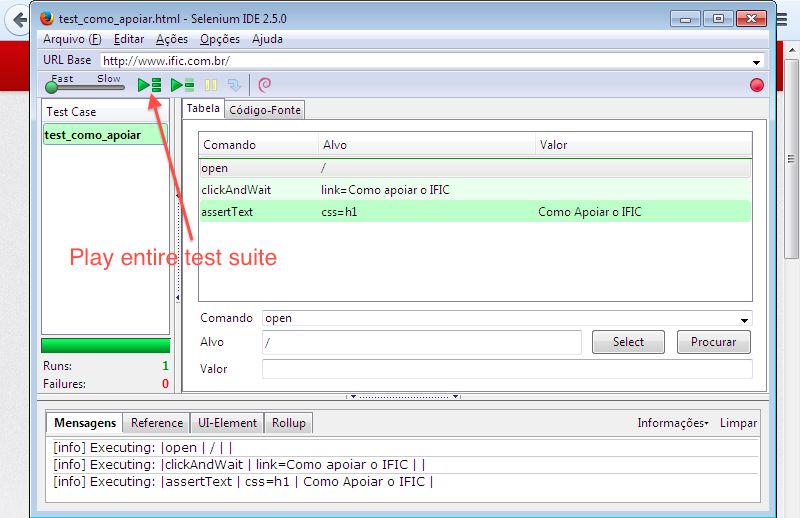 test_como_apoiar.html - Selenium IDE 2.5.0
Arquivo (F) Editar Ações Opções Ajuda
URL Base http://www.ific.com.br/
Fast Slow
Test Case
test_como_apoiar
Tabela Código-Fonte
Comando Alvo Valor
open /
clickAndWait link=Como apoiar o IFIC
assertText css=h1 Como Apoiar o IFIC
Play entire test suite
Comando open
Alvo / Select Procurar
Valor
Runs: 1
Failures: 0
Mensagens Reference UI-Element Rollup Informações Limpar
[info] Executing: |open | / | |
[info] Executing: |clickAndWait | link=Como apoiar o IFIC | |
[info] Executing: |assertText | css=h1 | Como Apoiar o IFIC |